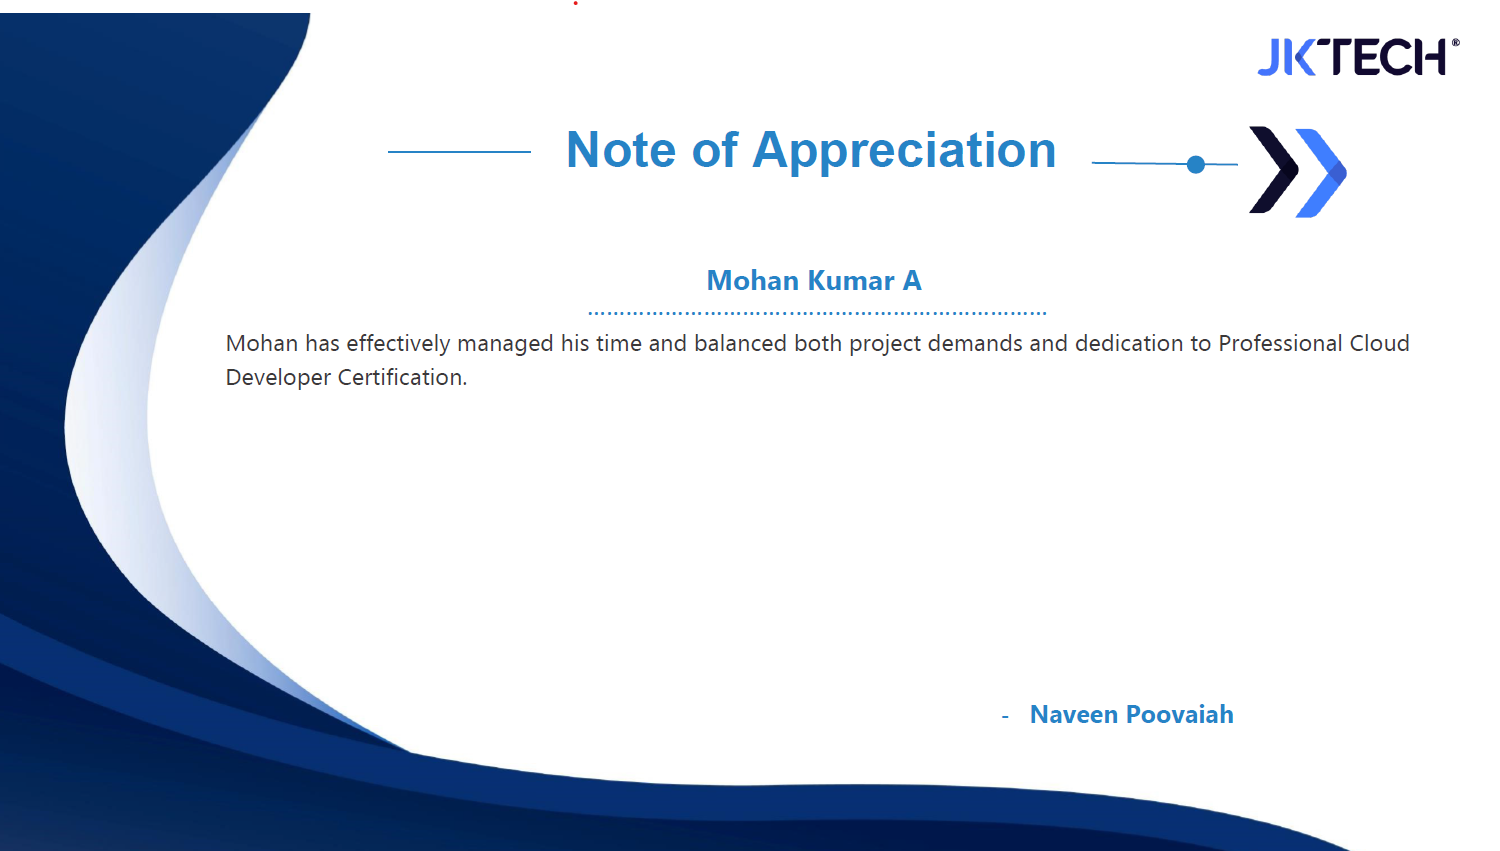 JKTECH®
Note of Appreciation
Mohan Kumar A
………………………….…………………………………
Mohan has effectively managed his time and balanced both project demands and dedication to Professional Cloud
Developer Certification.
- Naveen Poovaiah